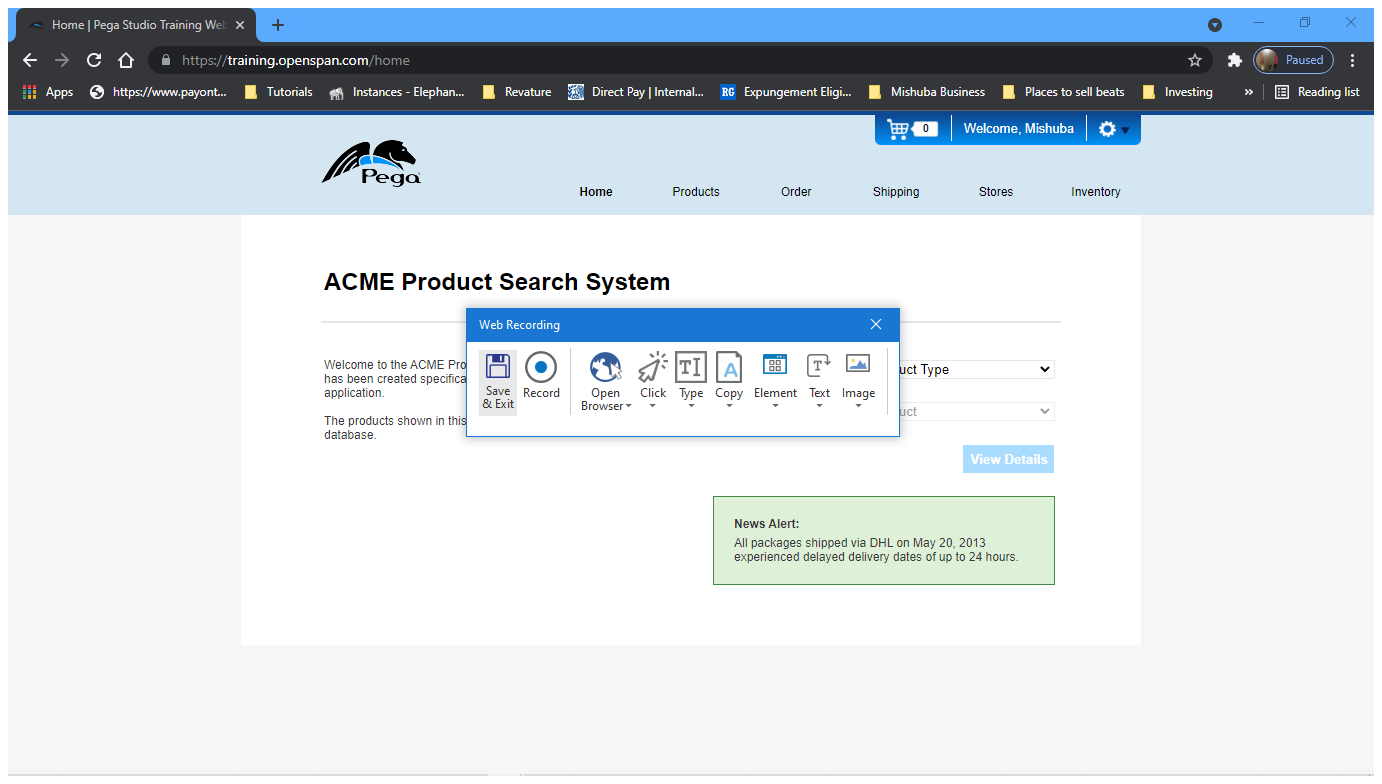 Home | Pega Studio Training Web
https://training.openspan.com/home
Paused
Apps
https://www.payont...
Tutorials
Instances - Elephan...
Revature
Direct Pay | Internal...
RG
Expungement Eligi...
Mishuba Business
Places to sell beats
Investing
»
Reading list
0
Welcome, Mishuba
Pega
Home
Products
Order
Shipping
Stores
Inventory
ACME Product Search System
Web Recording
Save
& Exit
Record
Open
Browser
Click
Type
Copy
Element
Text
Image
Welcome to the ACME Pro
has been created specifica
application.
The products shown in this
database.
uct Type
uct
View Details
News Alert:
All packages shipped via DHL on May 20, 2013
experienced delayed delivery dates of up to 24 hours.